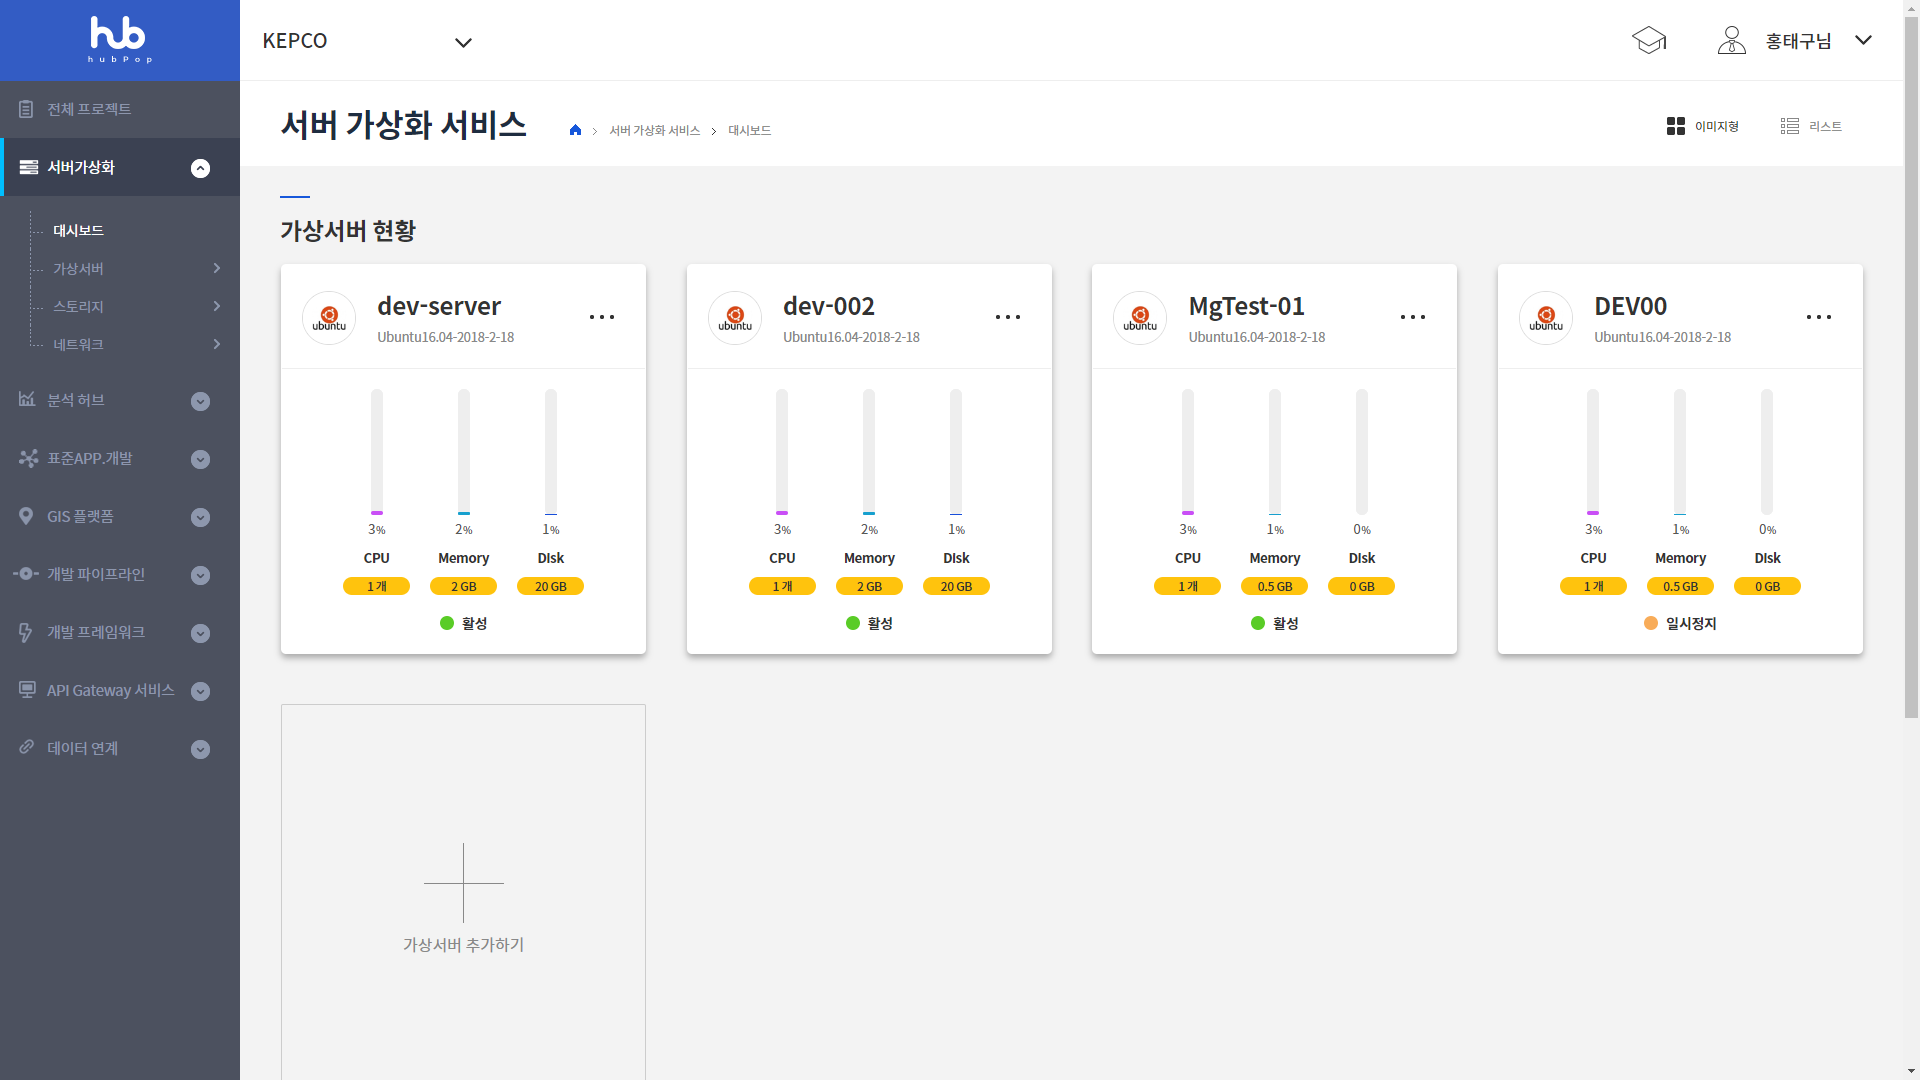 hub
hubPop
KEPCO
홍태구님
전체 프로젝트
서버가상화
대시보드
가상서버
스토리지
네트워크
분석 허브
표준APP.개발
GIS 플랫폼
개발 파이프라인
개발 프레임워크
API Gateway 서비스
데이터 연계
서버 가상화 서비스
서버 가상화 서비스 > 대시보드
이미지형
리스트
가상서버 현황
ubuntu
dev-server
Ubuntu16.04-2018-2-18
3% 2% 1%
CPU Memory Disk
1 개 2 GB 20 GB
활성
ubuntu
dev-002
Ubuntu16.04-2018-2-18
3% 2% 1%
CPU Memory Disk
1 개 2 GB 20 GB
활성
ubuntu
MgTest-01
Ubuntu16.04-2018-2-18
3% 1% 0%
CPU Memory Disk
1 개 0.5 GB 0 GB
활성
ubuntu
DEV00
Ubuntu16.04-2018-2-18
3% 1% 0%
CPU Memory Disk
1 개 0.5 GB 0 GB
일시정지
가상서버 추가하기